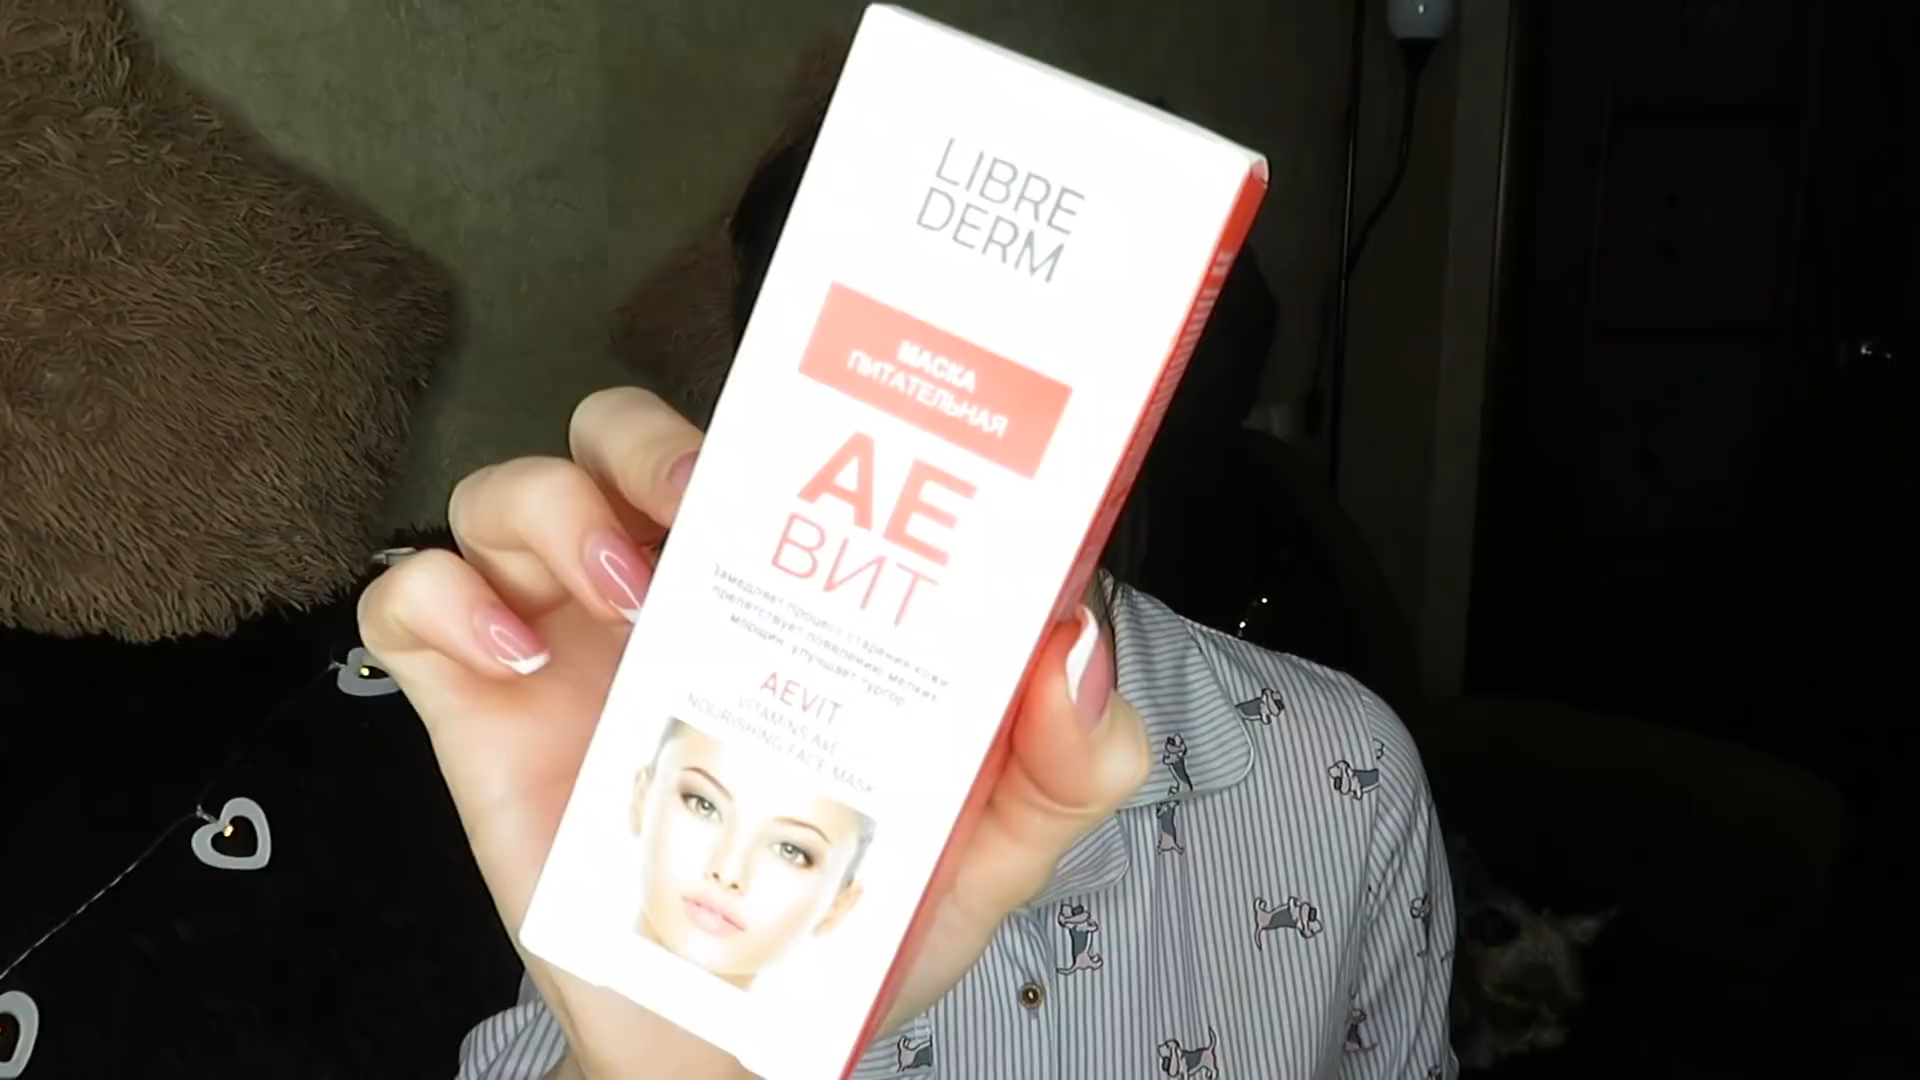 LIBRE
DERM
МАСКА
ПИТАТЕЛЬНАЯ
АЕ
ВИТ
Замедляет процесс старения кожи
препятствует появлению мелких
морщин, улучшает тургор
AEVIT
VITAMINS A&E
NOURISHING FACE MASK